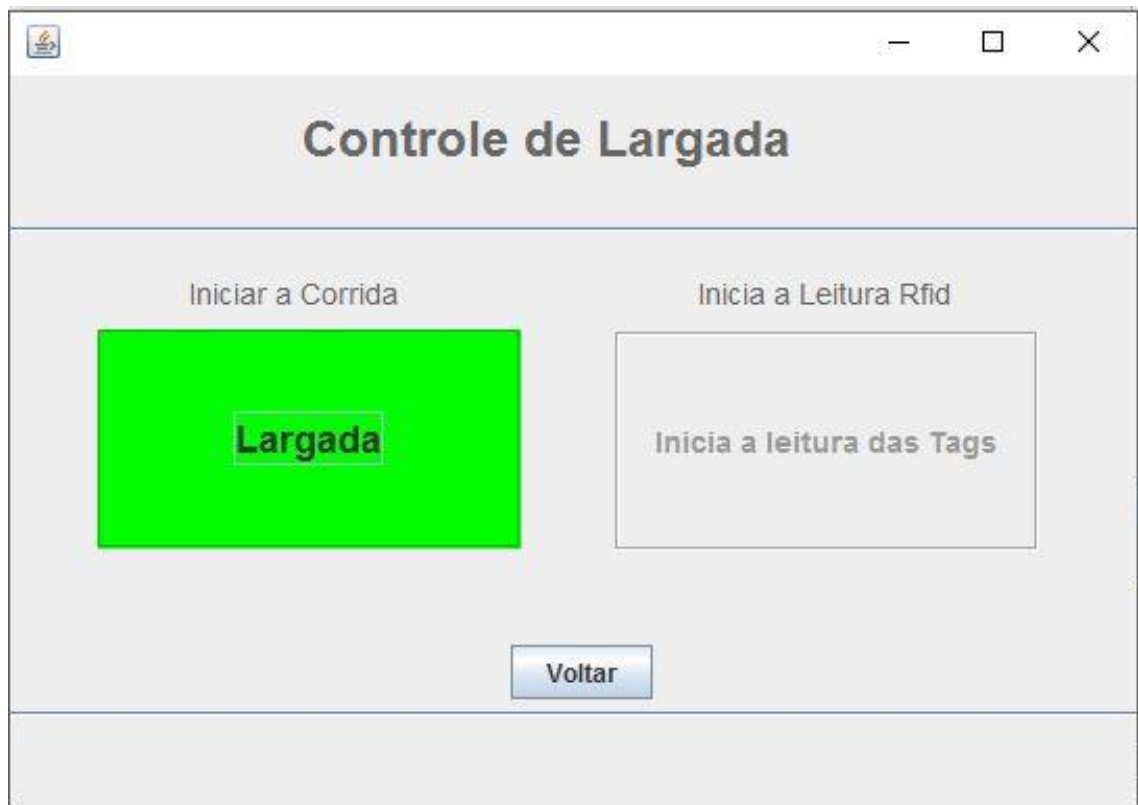 Controle de Largada
Iniciar a Corrida
Inicia a Leitura Rfid
Largada
Inicia a leitura das Tags
Voltar